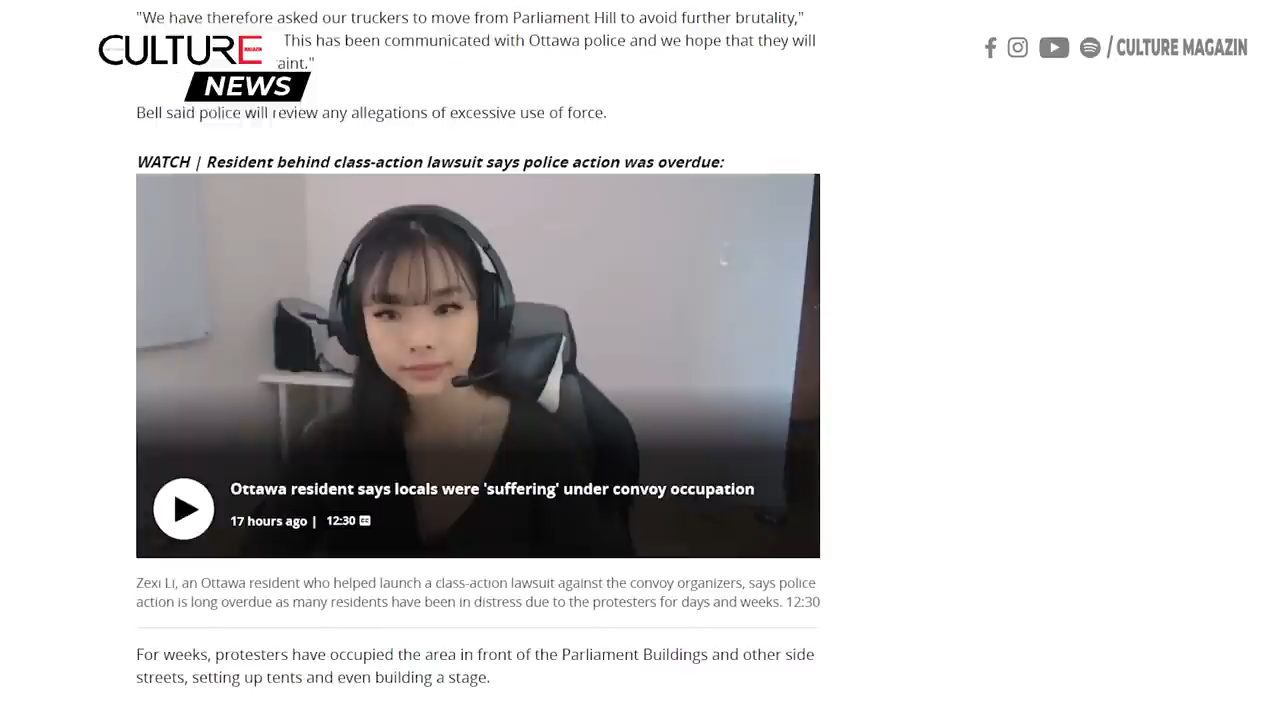 "We have therefore asked our truckers to move from Parliament Hill to avoid further brutality,"
CULTURE
This has been communicated with Ottawa police and we hope that they will
aint."
NEWS
/ CULTURE MAGAZIN
Bell said police will review any allegations of excessive use of force.
WATCH | Resident behind class-action lawsuit says police action was overdue:
Ottawa resident says locals were 'suffering' under convoy occupation
17 hours ago | 12:30 CC
Zexi Li, an Ottawa resident who helped launch a class-action lawsuit against the convoy organizers, says police
action is long overdue as many residents have been in distress due to the protesters for days and weeks. 12:30
For weeks, protesters have occupied the area in front of the Parliament Buildings and other side
streets, setting up tents and even building a stage.